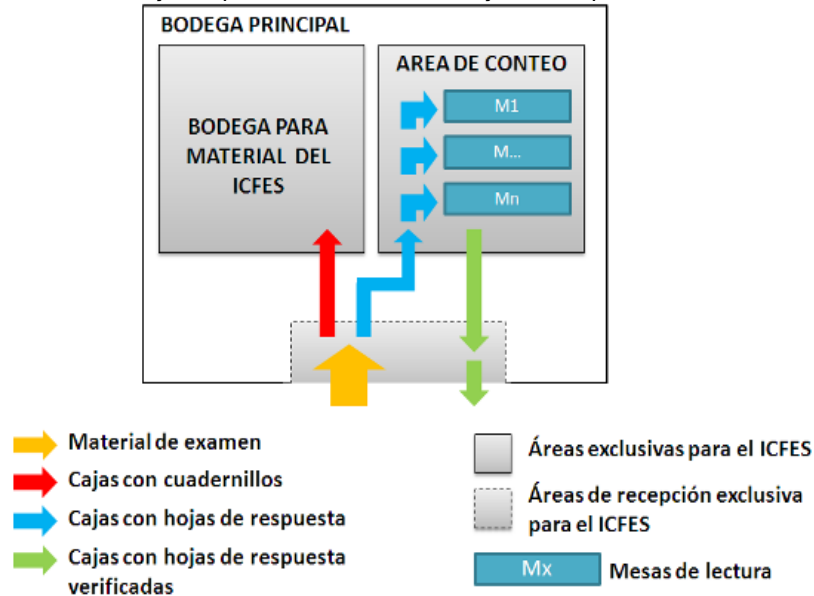 BODEGA PRINCIPAL
BODEGA PARA
MATERIAL DEL
ICFES
AREA DE CONTEO
M1
M...
Mn
Material de examen
Cajas con cuadernillos
Cajas con hojas de respuesta
Cajas con hojas de respuesta
verificadas
Áreas exclusivas para el ICFES
Áreas de recepción exclusiva
para el ICFES
Mx
Mesas de lectura